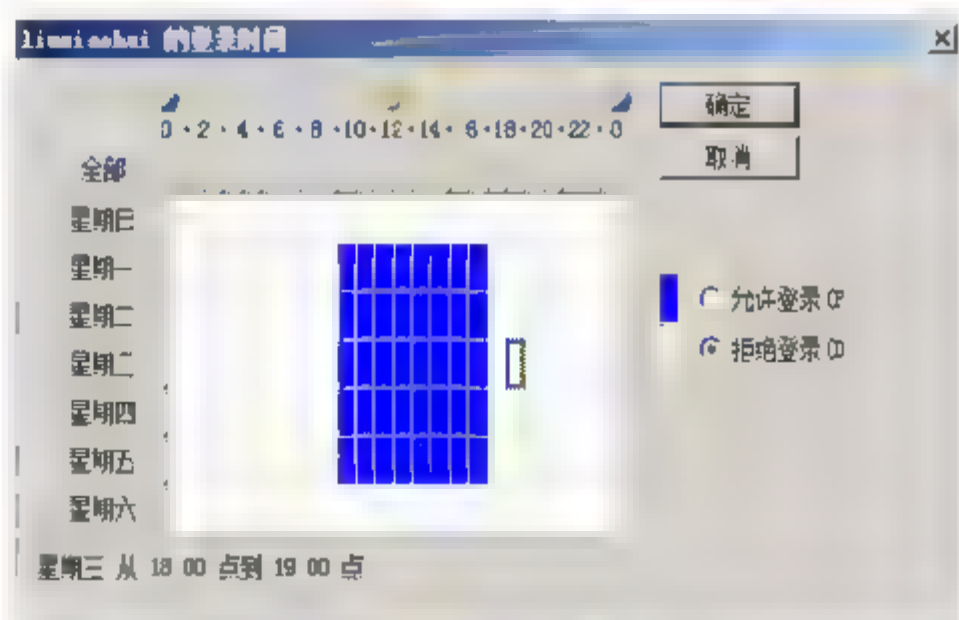 的登录时间
确定
0 · 2 · 4 · 6 · 8 · 10 · 12 · 14 · 6 · 18 · 20 · 22 · 0
取消
全部
星期日
星期一
星期二
星期三
星期四
星期五
星期六
允许登录
拒绝登录
星期三 从 18 00 点到 19 00 点